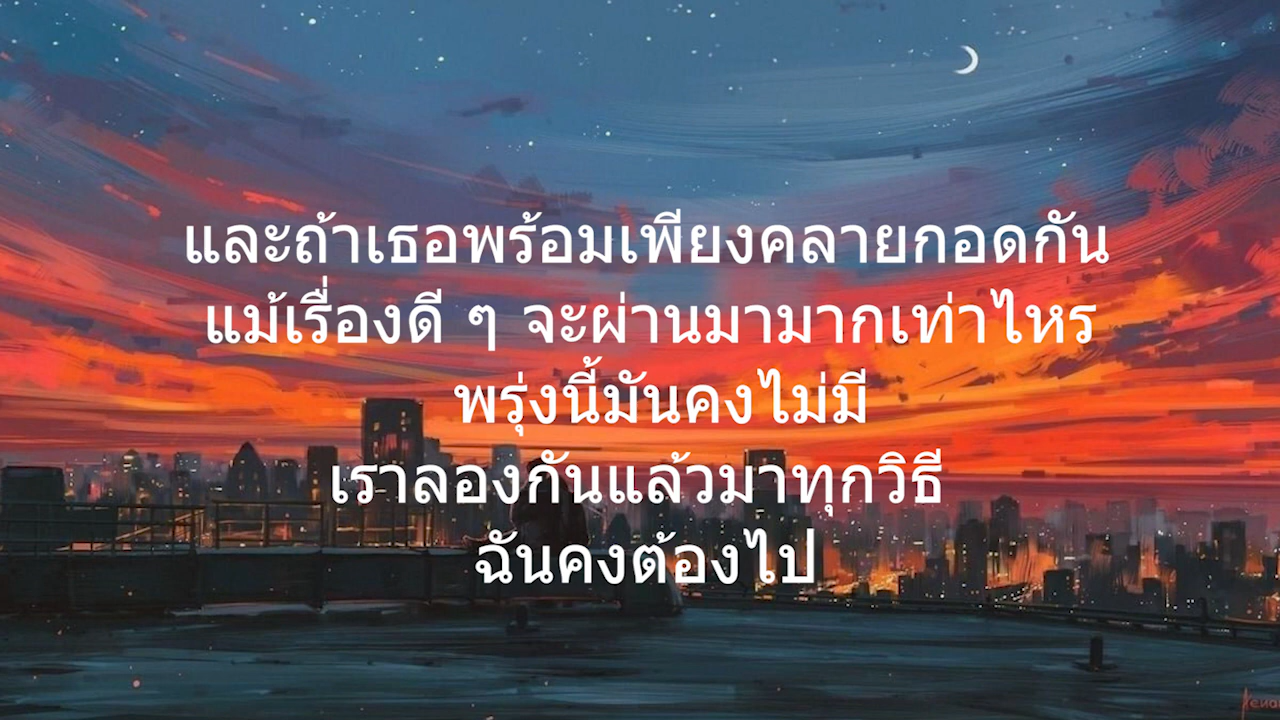 และถ้าเธอพร้อมเพียงคลายกอดกัน
แม้เรื่องดี ๆ จะผ่านมามากเท่าไหร
พรุ่งนี้มันคงไม่มี
เราลองกันแล้วมาทุกวิธี
ฉันคงต้องไป